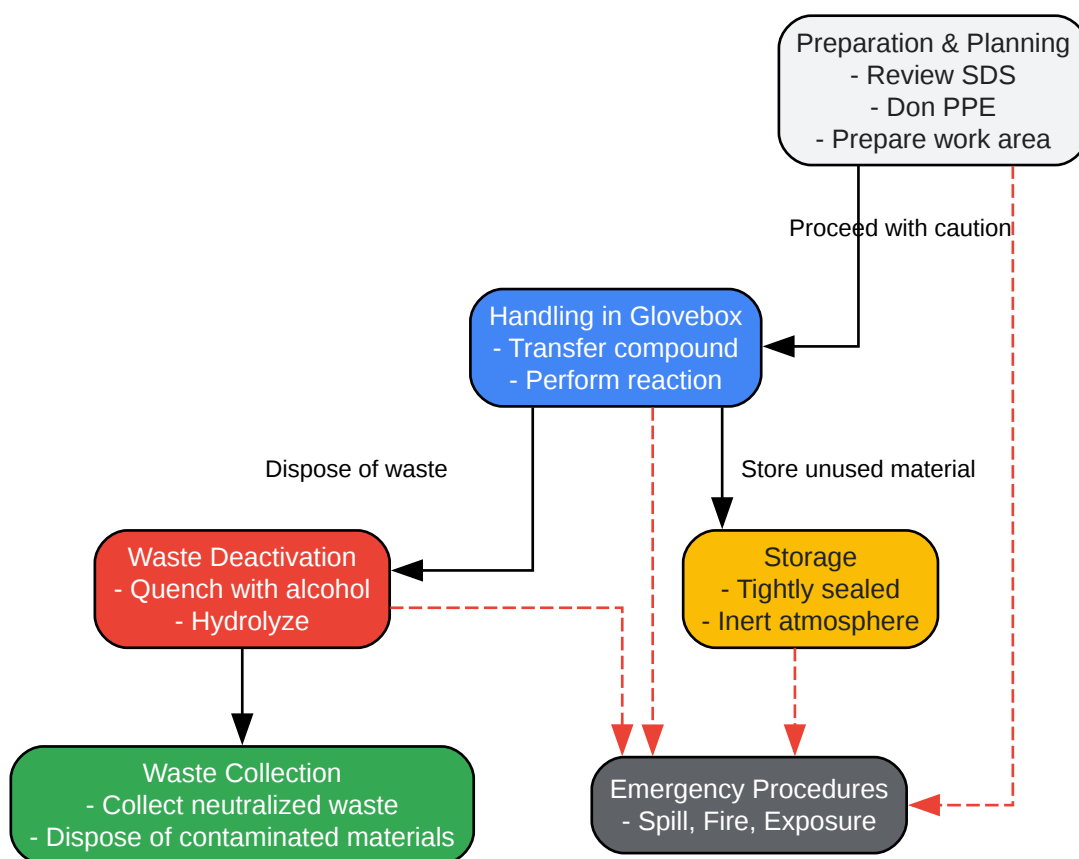 Preparation & Planning
- Review SDS
- Don PPE
- Prepare work area
Proceed with caution
Handling in Glovebox
- Transfer compound
- Perform reaction
Dispose of waste
Store unused material
Waste Deactivation
- Quench with alcohol
- Hydrolyze
Storage
- Tightly sealed
- Inert atmosphere
Waste Collection
- Collect neutralized waste
- Dispose of contaminated materials
Emergency Procedures
- Spill, Fire, Exposure